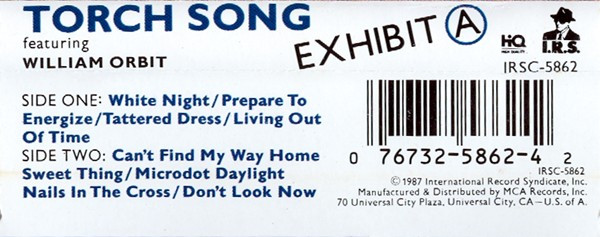 TORCH SONG
featuring
WILLIAM ORBIT
EXHIBIT A
HiQ
HIGH QUALITY
I.R.S.
IRSC-5862
SIDE ONE: White Night/Prepare To
Energize/Tattered Dress/Living Out
Of Time
SIDE TWO: Can't Find My Way Home
Sweet Thing/Microdot Daylight
Nails In The Cross/Don't Look Now
0 76732-5862-4 2
IRSC-5862
© 1987 International Record Syndicate, Inc.
Manufactured & Distributed by MCA Records, Inc.
70 Universal City Plaza, Universal City, CA—U.S. of A.